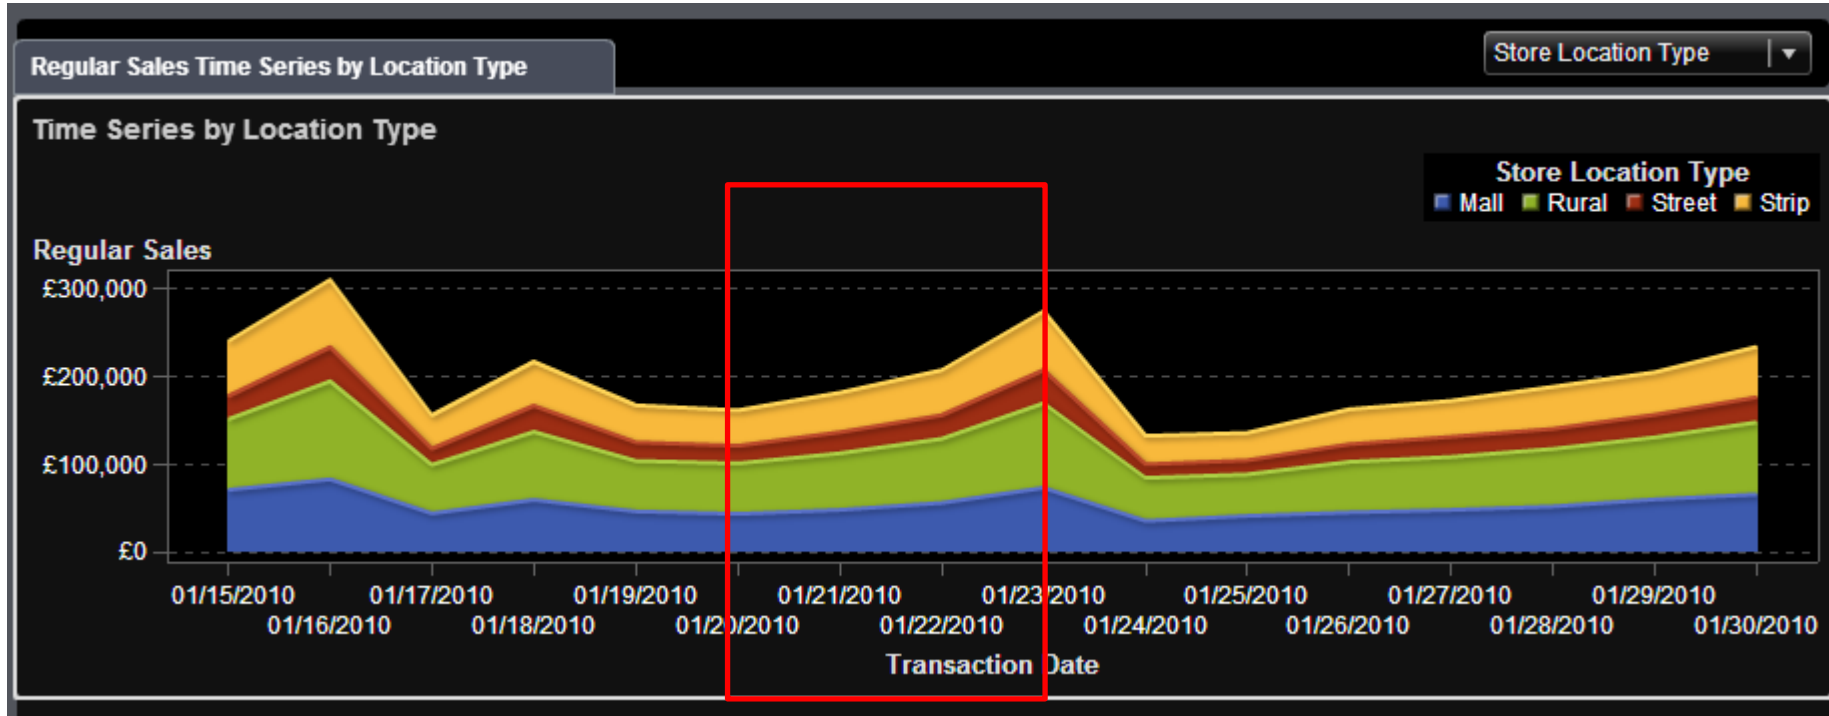 Store Location Type
Regular Sales Time Series by Location Type
Time Series by Location Type
Store Location Type
Mall Rural Street Strip
Regular Sales
£300,000
£200,000
£100,000
£0
01/15/2010 01/17/2010 01/19/2010 01/21/2010 01/23/2010 01/25/2010 01/27/2010 01/29/2010
01/16/2010 01/18/2010 01/20/2010 01/22/2010 01/24/2010 01/26/2010 01/28/2010 01/30/2010
Transaction Date